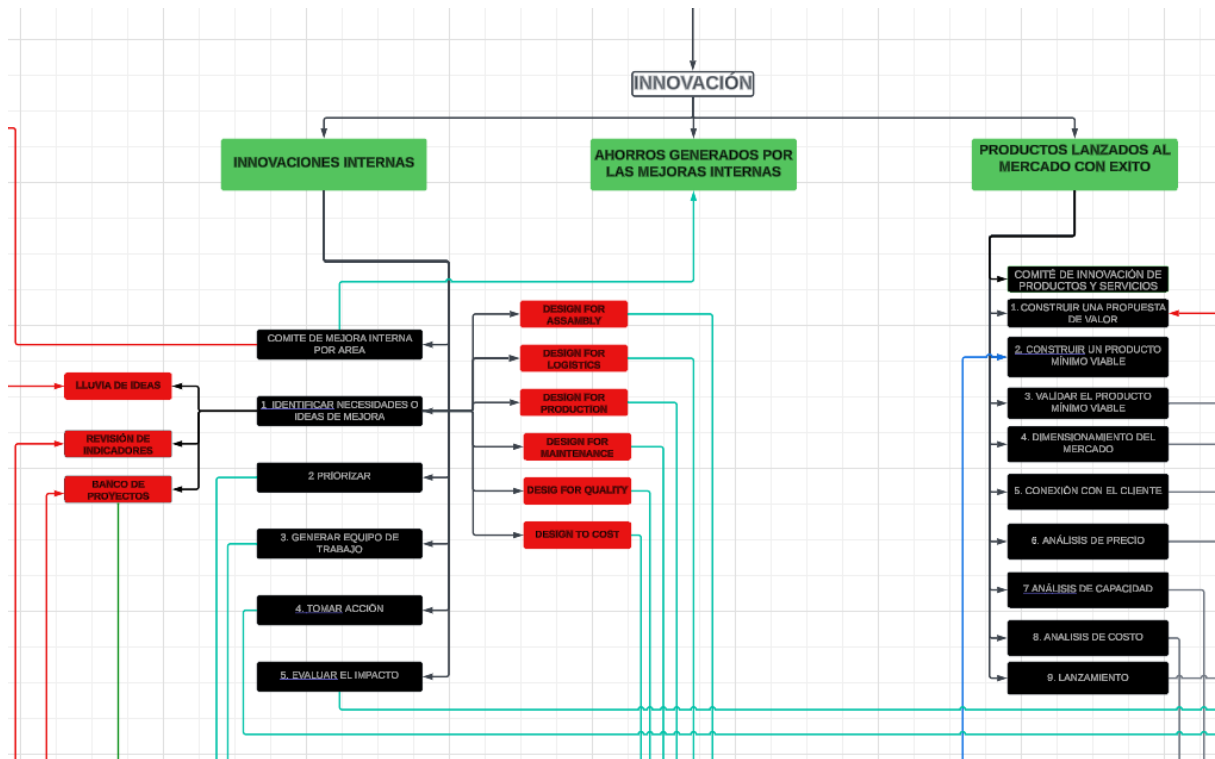 INNOVACIÓN
INNOVACIONES INTERNAS
AHORROS GENERADOS POR
LAS MEJORAS INTERNAS
PRODUCTOS LANZADOS AL
MERCADO CON EXITO
COMITE DE MEJORA INTERNA
POR AREA
1. IDENTIFICAR NECESIDADES O
IDEAS DE MEJORA
2 PRIORIZAR
3. GENERAR EQUIPO DE
TRABAJO
4. TOMAR ACCIÓN
5. EVALUAR EL IMPACTO
LLUVIA DE IDEAS
REVISIÓN DE
INDICADORES
BANCO DE
PROYECTOS
DESIGN FOR
ASSAMBLY
DESIGN FOR
LOGISTICS
DESIGN FOR
PRODUCTION
DESIGN FOR
MAINTENANCE
DESIG FOR QUALITY
DESIGN TO COST
COMITÉ DE INNOVACIÓN DE
PRODUCTOS Y SERVICIOS
1. CONSTRUIR UNA PROPUESTA
DE VALOR
2. CONSTRUIR UN PRODUCTO
MÍNIMO VIABLE
3. VALIDAR EL PRODUCTO
MÍNIMO VIABLE
4. DIMENSIONAMIENTO DEL
MERCADO
5. CONEXIÓN CON EL CLIENTE
6. ANÁLISIS DE PRECIO
7 ANÁLISIS DE CAPACIDAD
8. ANALISIS DE COSTO
9. LANZAMIENTO